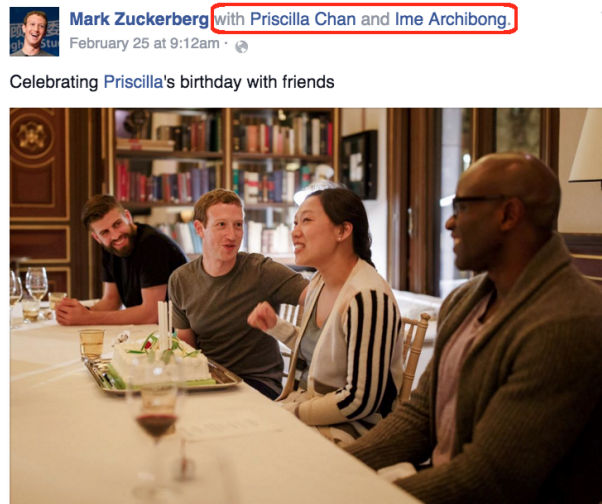 Mark Zuckerberg with Priscilla Chan and Ime Archibong.
February 25 at 9:12am ·
Celebrating Priscilla's birthday with friends